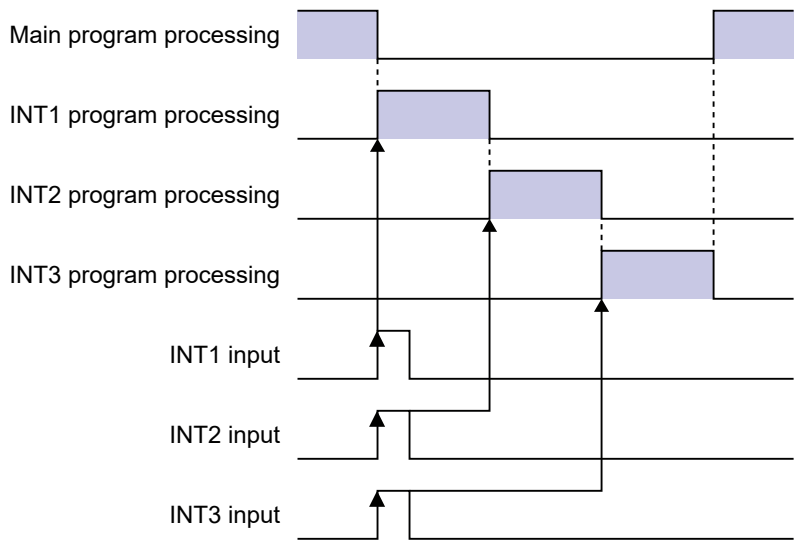 Main program processing
INT1 program processing
INT2 program processing
INT3 program processing
INT1 input
INT2 input
INT3 input